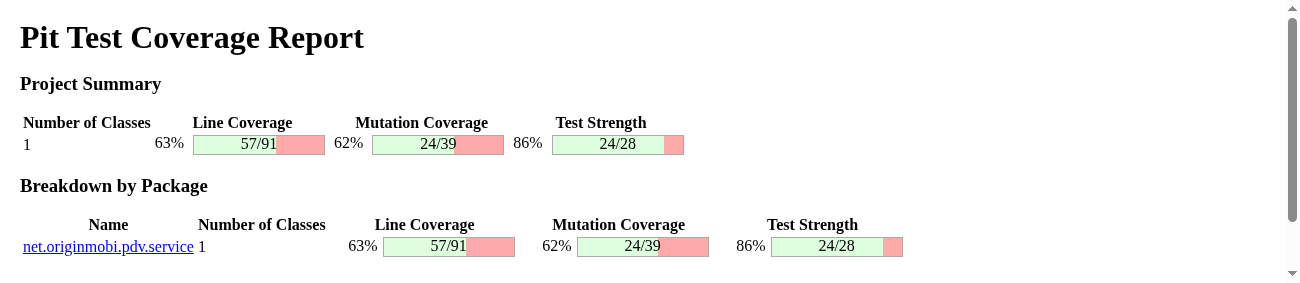 Pit Test Coverage Report
Project Summary
Number of Classes Line Coverage Mutation Coverage Test Strength
1 63% 57/91 62% 24/39 86% 24/28
Breakdown by Package
Name Number of Classes Line Coverage Mutation Coverage Test Strength
net.originmobi.pdv.service 1 63% 57/91 62% 24/39 86% 24/28